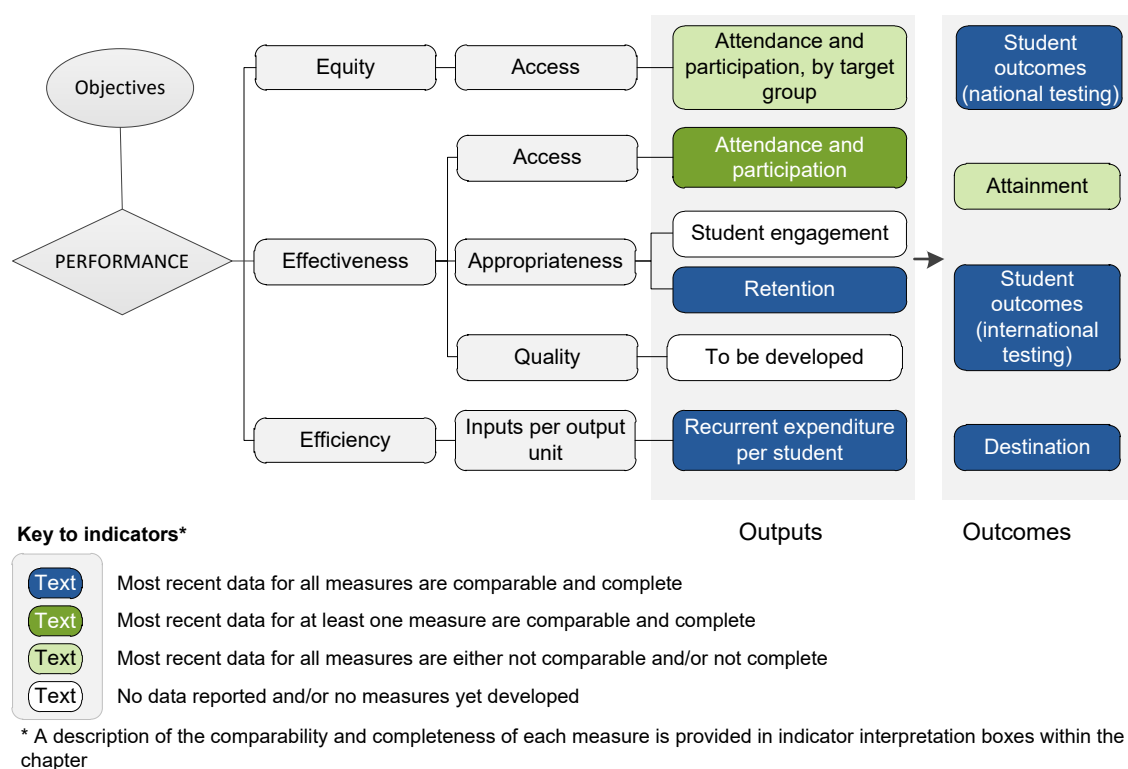 Objectives
PERFORMANCE
Equity
Access
Attendance and
participation, by target
group
Effectiveness
Access
Attendance and
participation
Appropriateness
Student engagement
Retention
Quality
To be developed
Efficiency
Inputs per output
unit
Recurrent expenditure
per student
Student
outcomes
(national testing)
Attainment
Student
outcomes
(international
testing)
Destination
Outputs
Outcomes
Key to indicators*
Text
Most recent data for all measures are comparable and complete
Text
Most recent data for at least one measure are comparable and complete
Text
Most recent data for all measures are either not comparable and/or not complete
Text
No data reported and/or no measures yet developed
* A description of the comparability and completeness of each measure is provided in indicator interpretation boxes within the
chapter